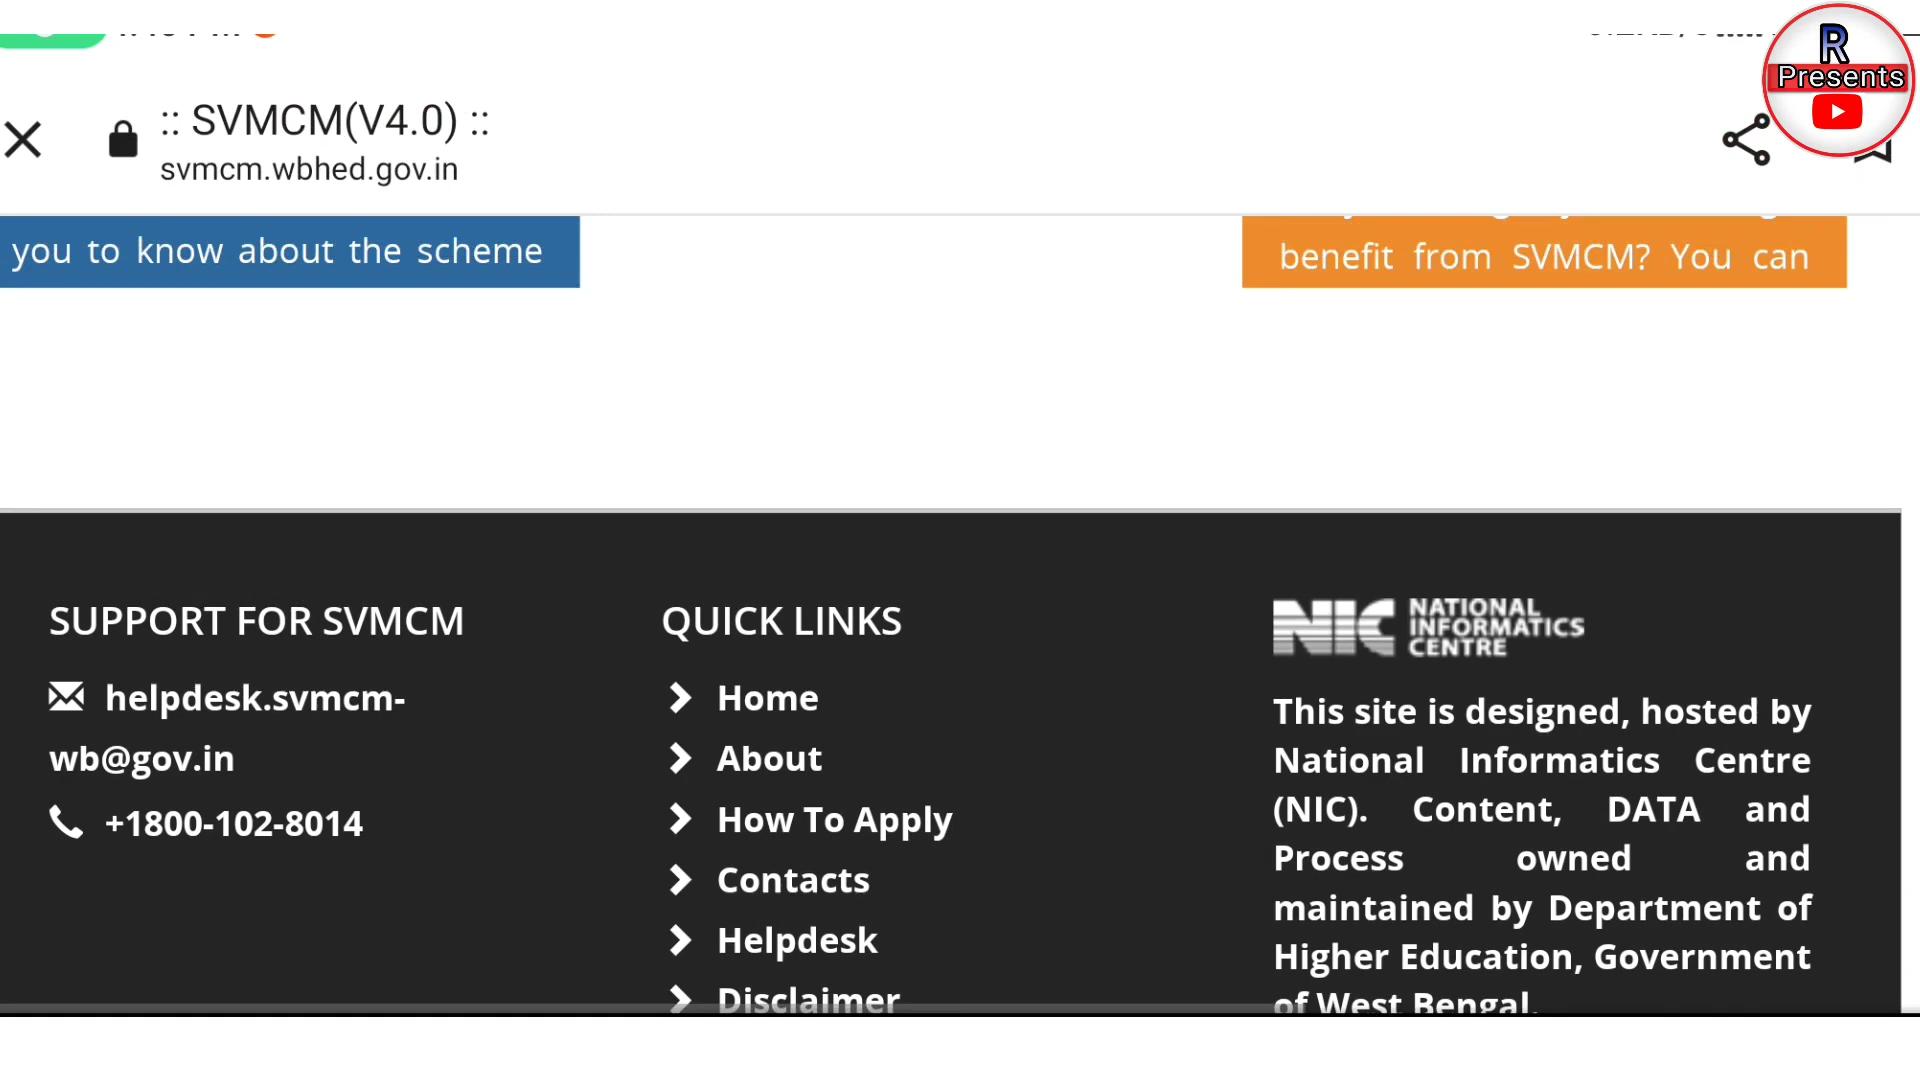 R
Presents
:: SVMCM(V4.0) ::
svmcm.wbhed.gov.in
you to know about the scheme
benefit from SVMCM? You can
SUPPORT FOR SVMCM
helpdesk.svmcm-
wb@gov.in
+1800-102-8014
QUICK LINKS
Home
About
How To Apply
Contacts
Helpdesk
Disclaimer
NIC NATIONAL
INFORMATICS
CENTRE
This site is designed, hosted by
National Informatics Centre
(NIC). Content, DATA and
Process owned and
maintained by Department of
Higher Education, Government
of West Bengal.